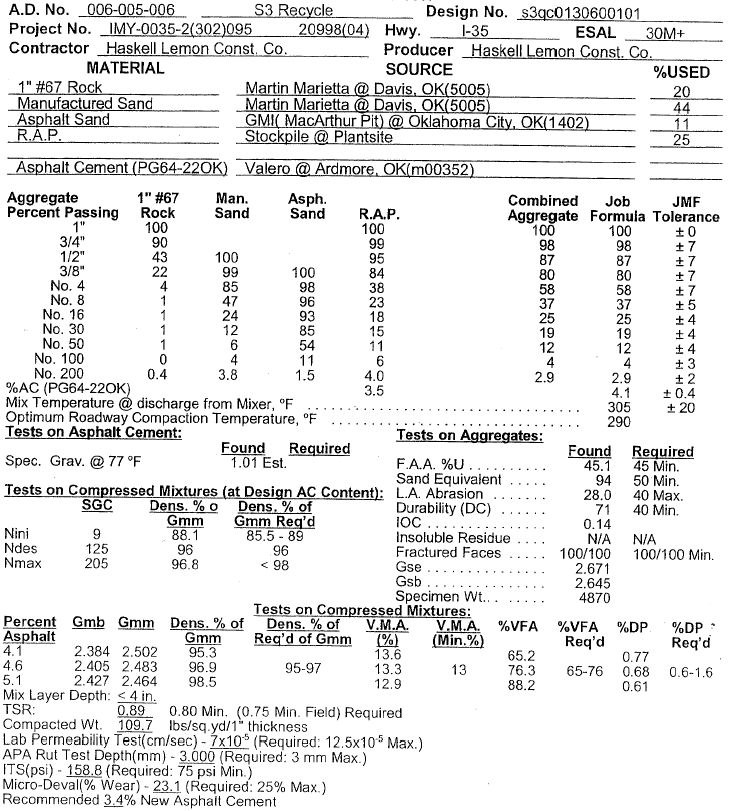 A.D. No. 006-005-006 S3 Recycle Design No. s3qc0130600101
Project No. IMY-0035-2(302)095 20998(04) Hwy. I-35 ESAL 30M+
Contractor Haskell Lemon Const. Co. Producer Haskell Lemon Const. Co.
MATERIAL SOURCE %USED
1" #67 Rock Martin Marietta @ Davis, OK(5005) 20
Manufactured Sand Martin Marietta @ Davis, OK(5005) 44
Asphalt Sand GMI( MacArthur Pit) @ Oklahoma City, OK(1402) 11
R.A.P. Stockpile @ Plantsite 25
Asphalt Cement (PG64-22OK) Valero @ Ardmore, OK(m00352)
Aggregate 1" #67 Man. Asph. Combined Job JMF
Percent Passing Rock Sand Sand R.A.P. Aggregate Formula Tolerance
1" 100 100 100 100 ± 0
3/4" 90 99 98 98 ± 7
1/2" 43 100 95 87 87 ± 7
3/8" 22 99 100 84 80 80 ± 7
No. 4 4 85 98 38 58 58 ± 7
No. 8 1 47 96 23 37 37 ± 5
No. 16 1 24 93 18 25 25 ± 4
No. 30 1 12 85 15 19 19 ± 4
No. 50 1 6 54 11 12 12 ± 4
No. 100 0 4 11 6 4 4 ± 3
No. 200 0.4 3.8 1.5 4.0 2.9 2.9 ± 2
%AC (PG64-22OK) 3.5 4.1 ± 0.4
Mix Temperature @ discharge from Mixer, ºF 305 ± 20
Optimum Roadway Compaction Temperature, ºF 290
Tests on Asphalt Cement:
Found Required
Spec. Grav. @ 77 ºF 1.01 Est.
Tests on Compressed Mixtures (at Design AC Content):
SGC Dens. % o Dens. % of
Gmm Gmm Req'd
Nini 9 88.1 85.5 - 89
Ndes 125 96 96
Nmax 205 96.8 < 98
Tests on Aggregates:
Found Required
F.A.A. %U 45.1 45 Min.
Sand Equivalent 94 50 Min.
L.A. Abrasion 28.0 40 Max.
Durability (DC) 71 40 Min.
IOC 0.14
Insoluble Residue N/A N/A
Fractured Faces 100/100 100/100 Min.
Gse 2.671
Gsb 2.645
Specimen Wt.. 4870
Tests on Compressed Mixtures:
Percent Gmb Gmm Dens. % of Dens. % of V.M.A. V.M.A. %VFA %VFA %DP %DP
Asphalt Gmm Req'd of Gmm (%) (Min.%) Req'd Req'd
4.1 2.384 2.502 95.3 13.6 65.2 0.77
4.6 2.405 2.483 96.9 95-97 13.3 13 76.3 65-76 0.68 0.6-1.6
5.1 2.427 2.464 98.5 12.9 88.2 0.61
Mix Layer Depth: < 4 in.
TSR: 0.89 0.80 Min. (0.75 Min. Field) Required
Compacted Wt. 109.7 lbs/sq.yd/1" thickness
Lab Permeability Test(cm/sec) - 7x10⁻⁵ (Required: 12.5x10⁻⁵ Max.)
APA Rut Test Depth(mm) - 3.000 (Required: 3 mm Max.)
ITS(psi) - 158.8 (Required: 75 psi Min.)
Micro-Deval(% Wear) - 23.1 (Required: 25% Max.)
Recommended 3.4% New Asphalt Cement